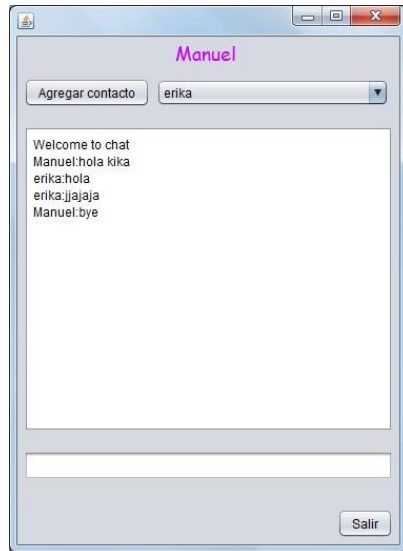 Manuel
Agregar contacto
erika
Welcome to chat
Manuel:hola kika
erika:hola
erika:jjajaja
Manuel:bye
Salir